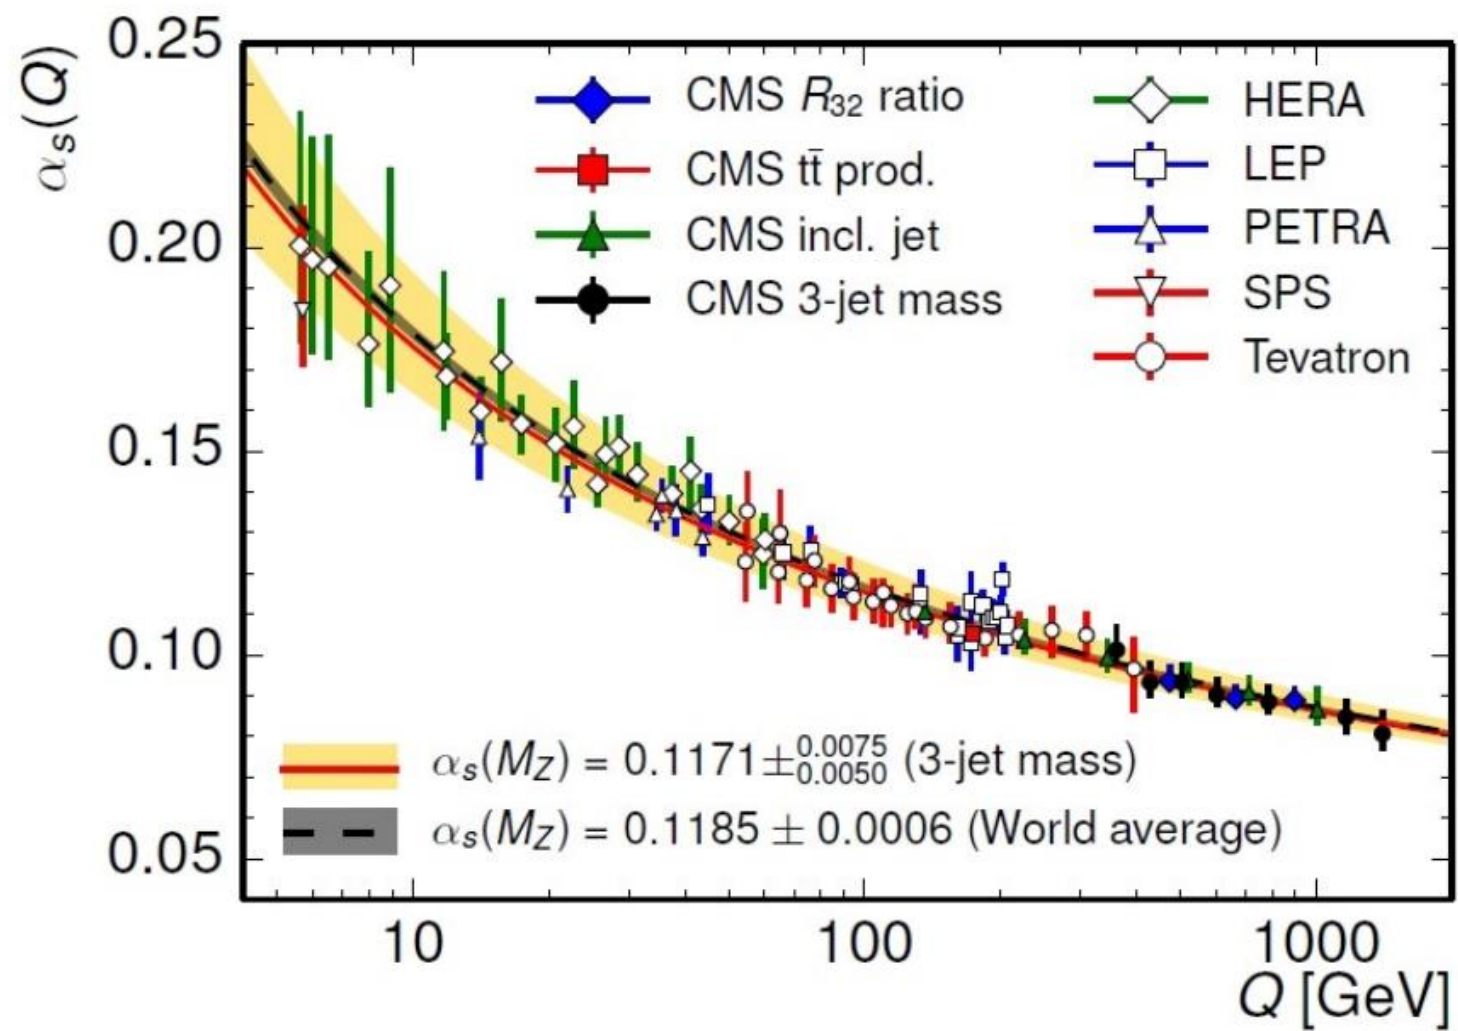 αs(Q)
0.25
0.20
0.15
0.10
0.05
CMS R32 ratio
CMS tt̄ prod.
CMS incl. jet
CMS 3-jet mass
HERA
LEP
PETRA
SPS
Tevatron
αs(MZ) = 0.1171±0.0075 0.0050 (3-jet mass)
αs(MZ) = 0.1185 ± 0.0006 (World average)
10 100 1000
Q [GeV]